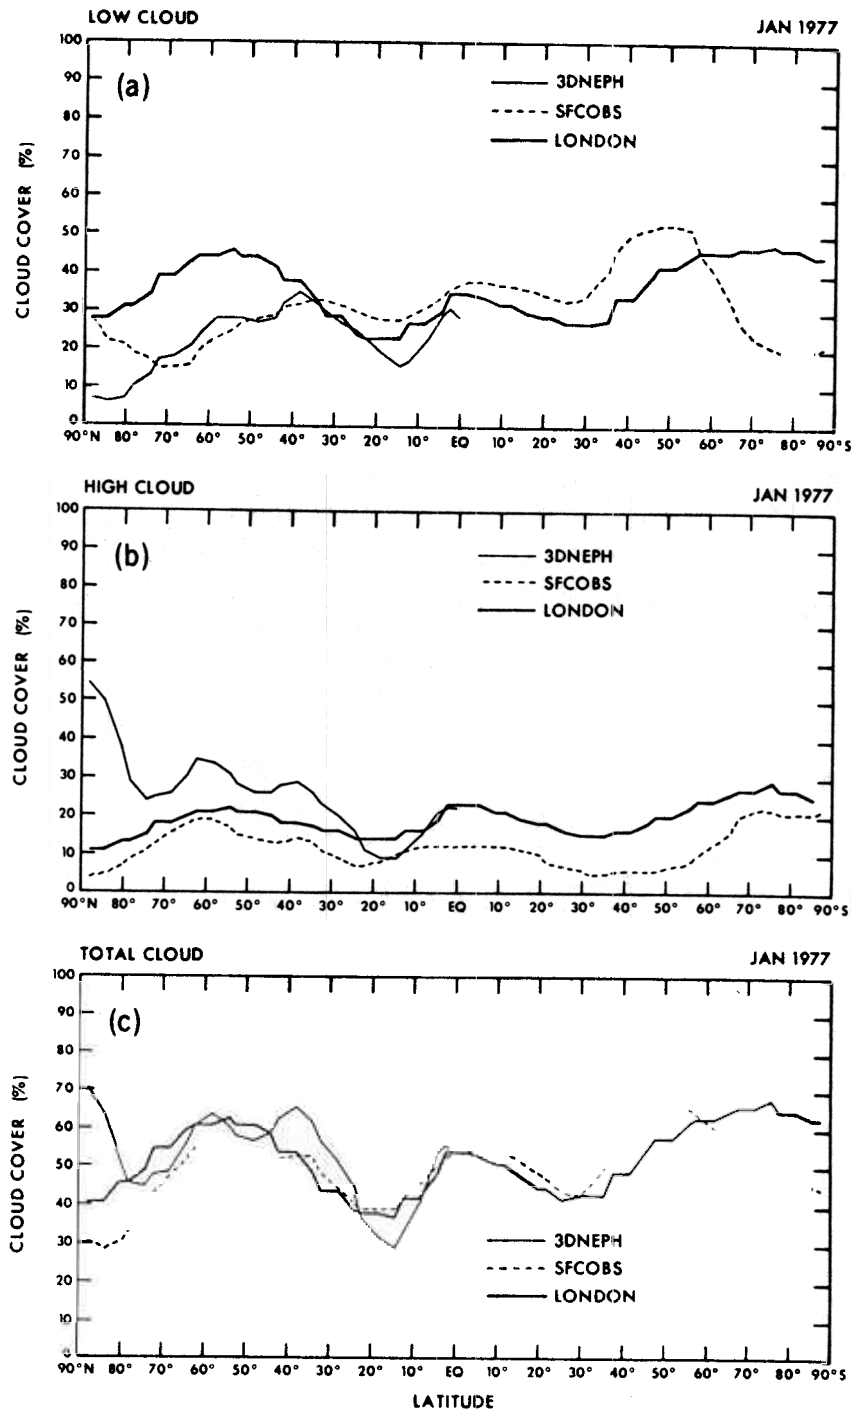 LOW CLOUD JAN 1977
100
90
(a)
3DNEPH
80
SFCOBS
70
LONDON
60
50
40
30
20
10
0
CLOUD COVER (%)
90°N 80° 70° 60° 50° 40° 30° 20° 10° EQ 10° 20° 30° 40° 50° 60° 70° 80° 90°S
HIGH CLOUD JAN 1977
100
90
(b)
3DNEPH
80
SFCOBS
70
LONDON
60
50
40
30
20
10
0
CLOUD COVER (%)
90°N 80° 70° 60° 50° 40° 30° 20° 10° EQ 10° 20° 30° 40° 50° 60° 70° 80° 90°S
TOTAL CLOUD JAN 1977
100
90
(c)
80
70
60
50
40
30
3DNEPH
SFCOBS
20
LONDON
10
0
CLOUD COVER (%)
90°N 80° 70° 60° 50° 40° 30° 20° 10° EQ 10° 20° 30° 40° 50° 60° 70° 80° 90°S
LATITUDE